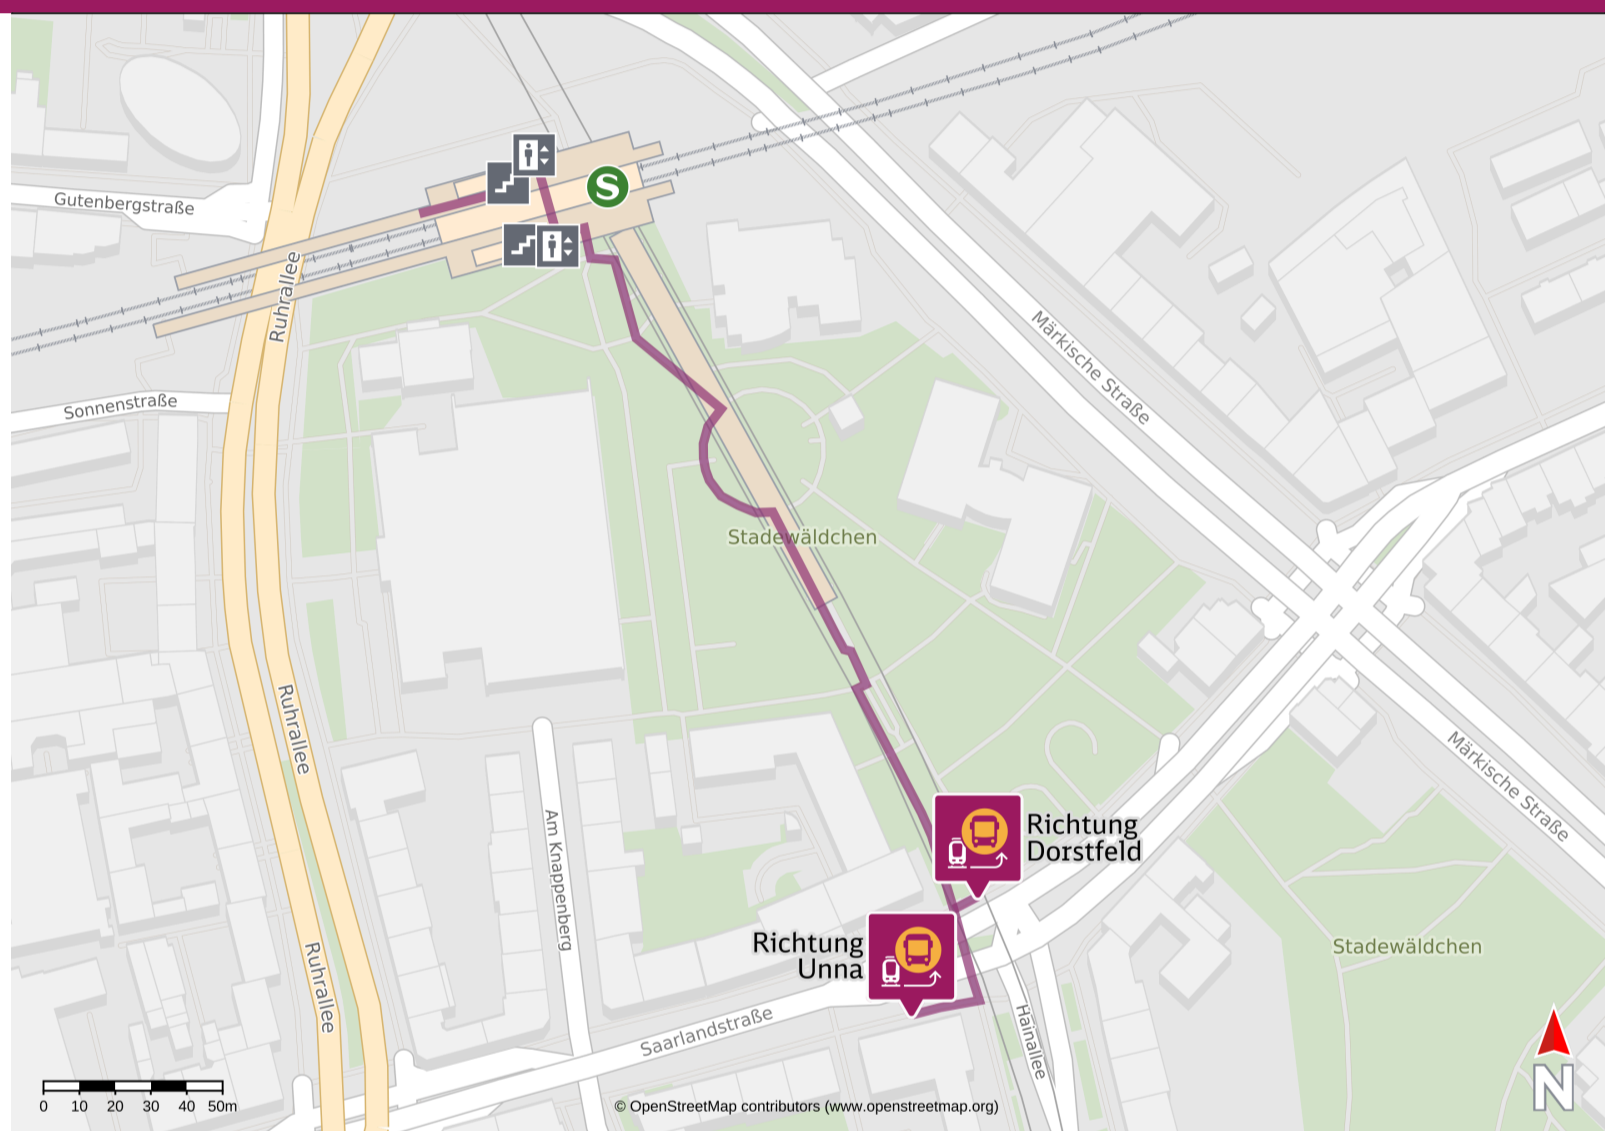 S
Gutenbergstraße
Ruhrallee
Märkische Straße
Sonnenstraße
Stadewäldchen
Ruhrallee
Märkische Straße
Am Knappenberg
Richtung
Dorstfeld
Richtung
Unna
Stadewäldchen
Ruhrallee
Saarlandstraße
Hainallee
N
0 10 20 30 40 50m
© OpenStreetMap contributors (www.openstreetmap.org)